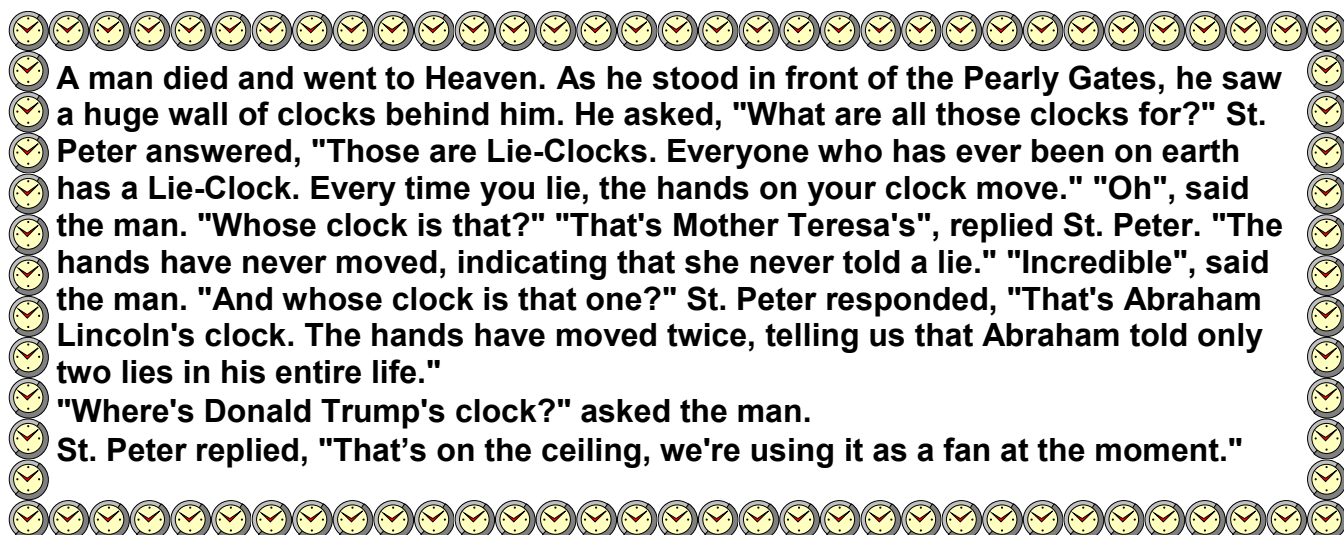 A man died and went to Heaven. As he stood in front of the Pearly Gates, he saw
a huge wall of clocks behind him. He asked, "What are all those clocks for?" St.
Peter answered, "Those are Lie-Clocks. Everyone who has ever been on earth
has a Lie-Clock. Every time you lie, the hands on your clock move." "Oh", said
the man. "Whose clock is that?" "That's Mother Teresa's", replied St. Peter. "The
hands have never moved, indicating that she never told a lie." "Incredible", said
the man. "And whose clock is that one?" St. Peter responded, "That's Abraham
Lincoln's clock. The hands have moved twice, telling us that Abraham told only
two lies in his entire life."
"Where's Donald Trump's clock?" asked the man.
St. Peter replied, "That’s on the ceiling, we're using it as a fan at the moment."